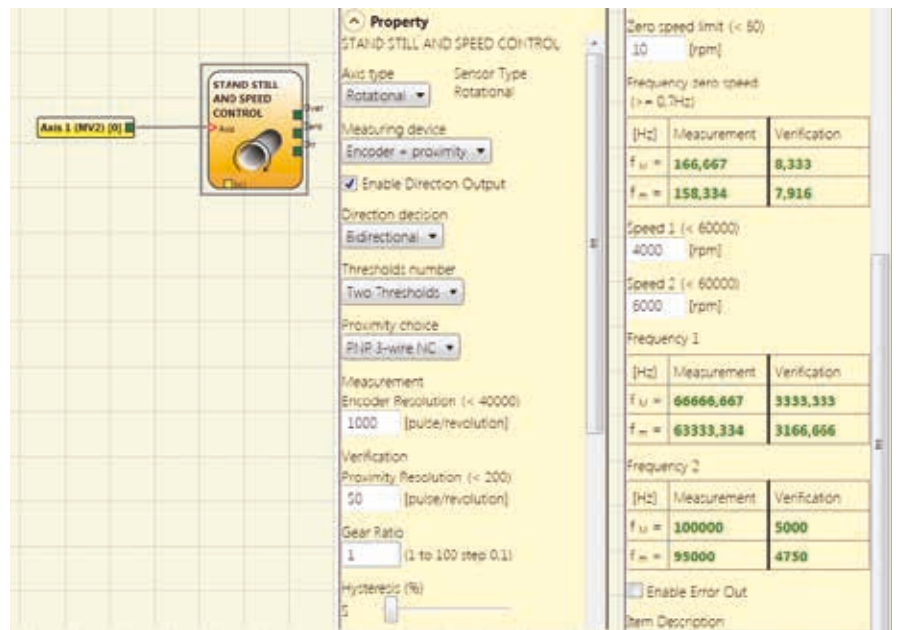 Axis 1 (MV2) [0]
STAND STILL
AND SPEED
CONTROL
Axis
Over
Zero
Dir
Property
STAND STILL AND SPEED CONTROL
Axis type
Rotational
Sensor Type
Rotational
Measuring device
Encoder + proximity
Enable Direction Output
Direction decision
Bidirectional
Thresholds number
Two Thresholds
Proximity choice
PNP 3-wire NC
Measurement
Encoder Resolution (< 40000)
1000 [pulse/revolution]
Verification
Proximity Resolution (< 200)
50 [pulse/revolution]
Gear Ratio
1 (1 to 100 step 0.1)
Hysteresis (%)
5
Zero speed limit (< 60)
10 [rpm]
Frequency zero speed
(>= 0.7Hz)
[Hz] Measurement Verification
f = 166,667 8,333
f = 158,334 7,916
Speed 1 (< 60000)
4000 [rpm]
Speed 2 (< 60000)
6000 [rpm]
Frequency 1
[Hz] Measurement Verification
f = 66666,667 3333,333
f = 63333,334 3166,666
Frequency 2
[Hz] Measurement Verification
f = 100000 5000
f = 95000 4750
Enable Error Out
Item Description